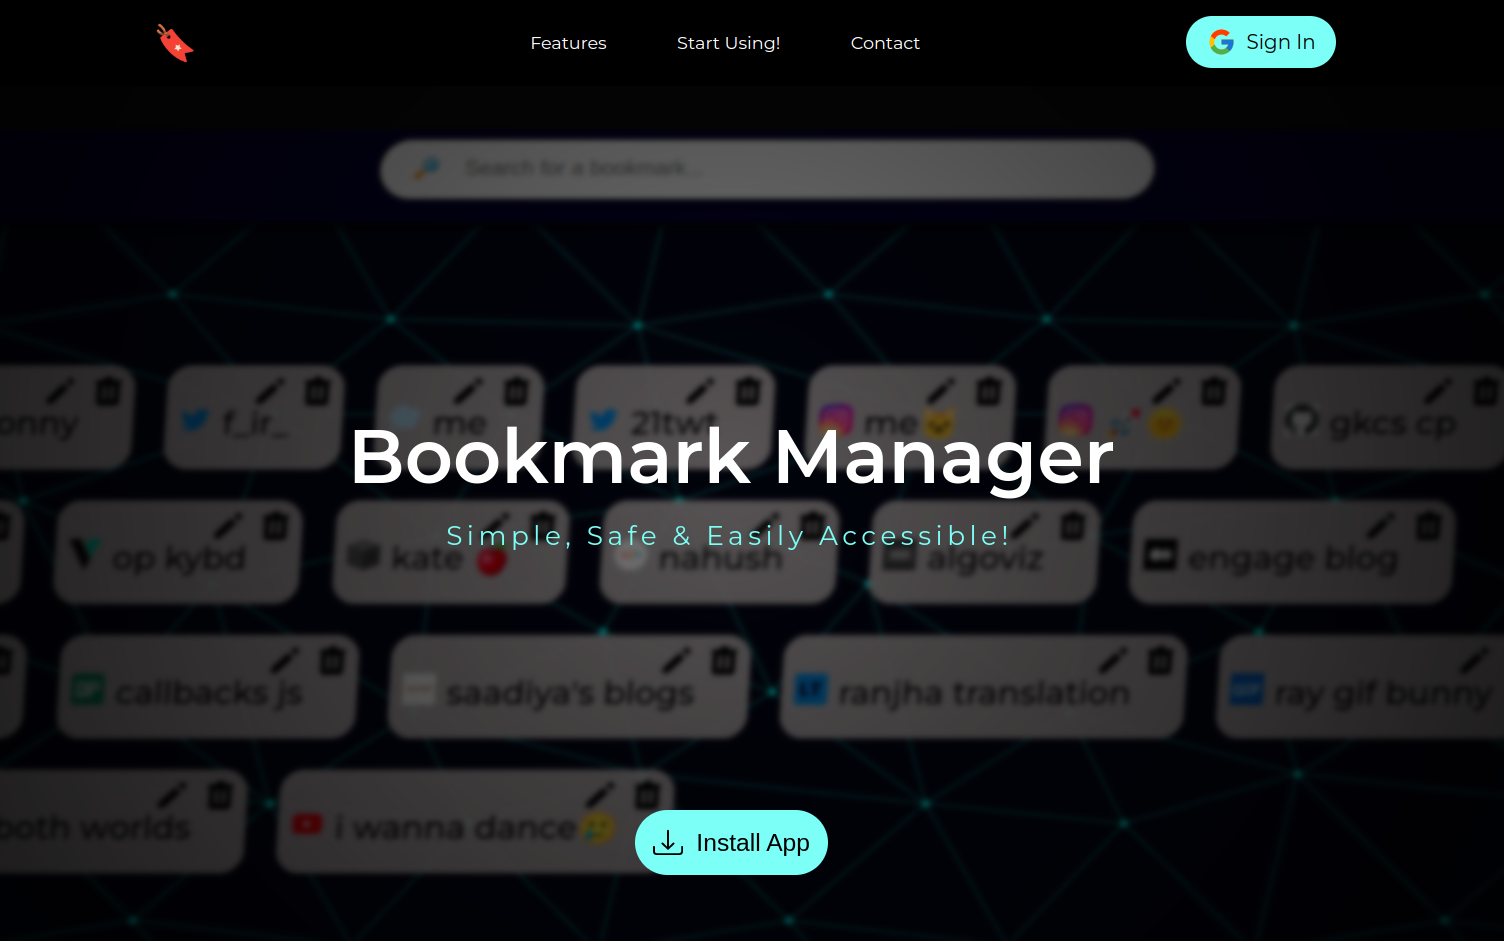 Features Start Using! Contact Sign In
Search for a bookmark...
onny f_ir_ me 21twt me gkcs cp
Bookmark Manager
Simple, Safe & Easily Accessible!
op kybd kate nahush algoviz engage blog
callbacks js saadiya's blogs ranjha translation ray gif bunny
both worlds i wanna dance
Install App